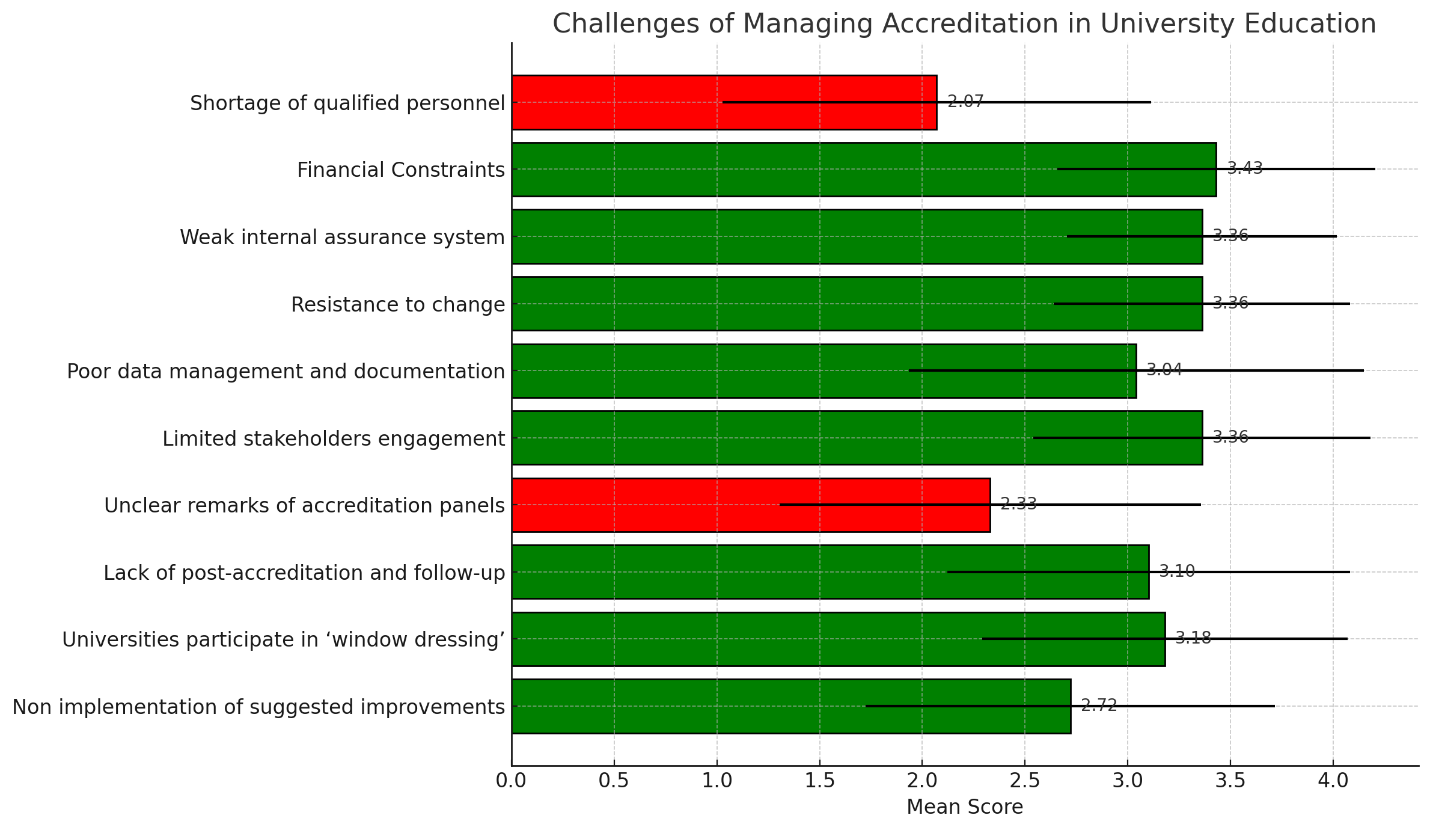 Challenges of Managing Accreditation in University Education
Shortage of qualified personnel
2.07
Financial Constraints
3.43
Weak internal assurance system
3.36
Resistance to change
3.36
Poor data management and documentation
3.04
Limited stakeholders engagement
3.36
Unclear remarks of accreditation panels
2.33
Lack of post-accreditation and follow-up
3.10
Universities participate in ‘window dressing’
3.18
Non implementation of suggested improvements
2.72
0.0 0.5 1.0 1.5 2.0 2.5 3.0 3.5 4.0
Mean Score